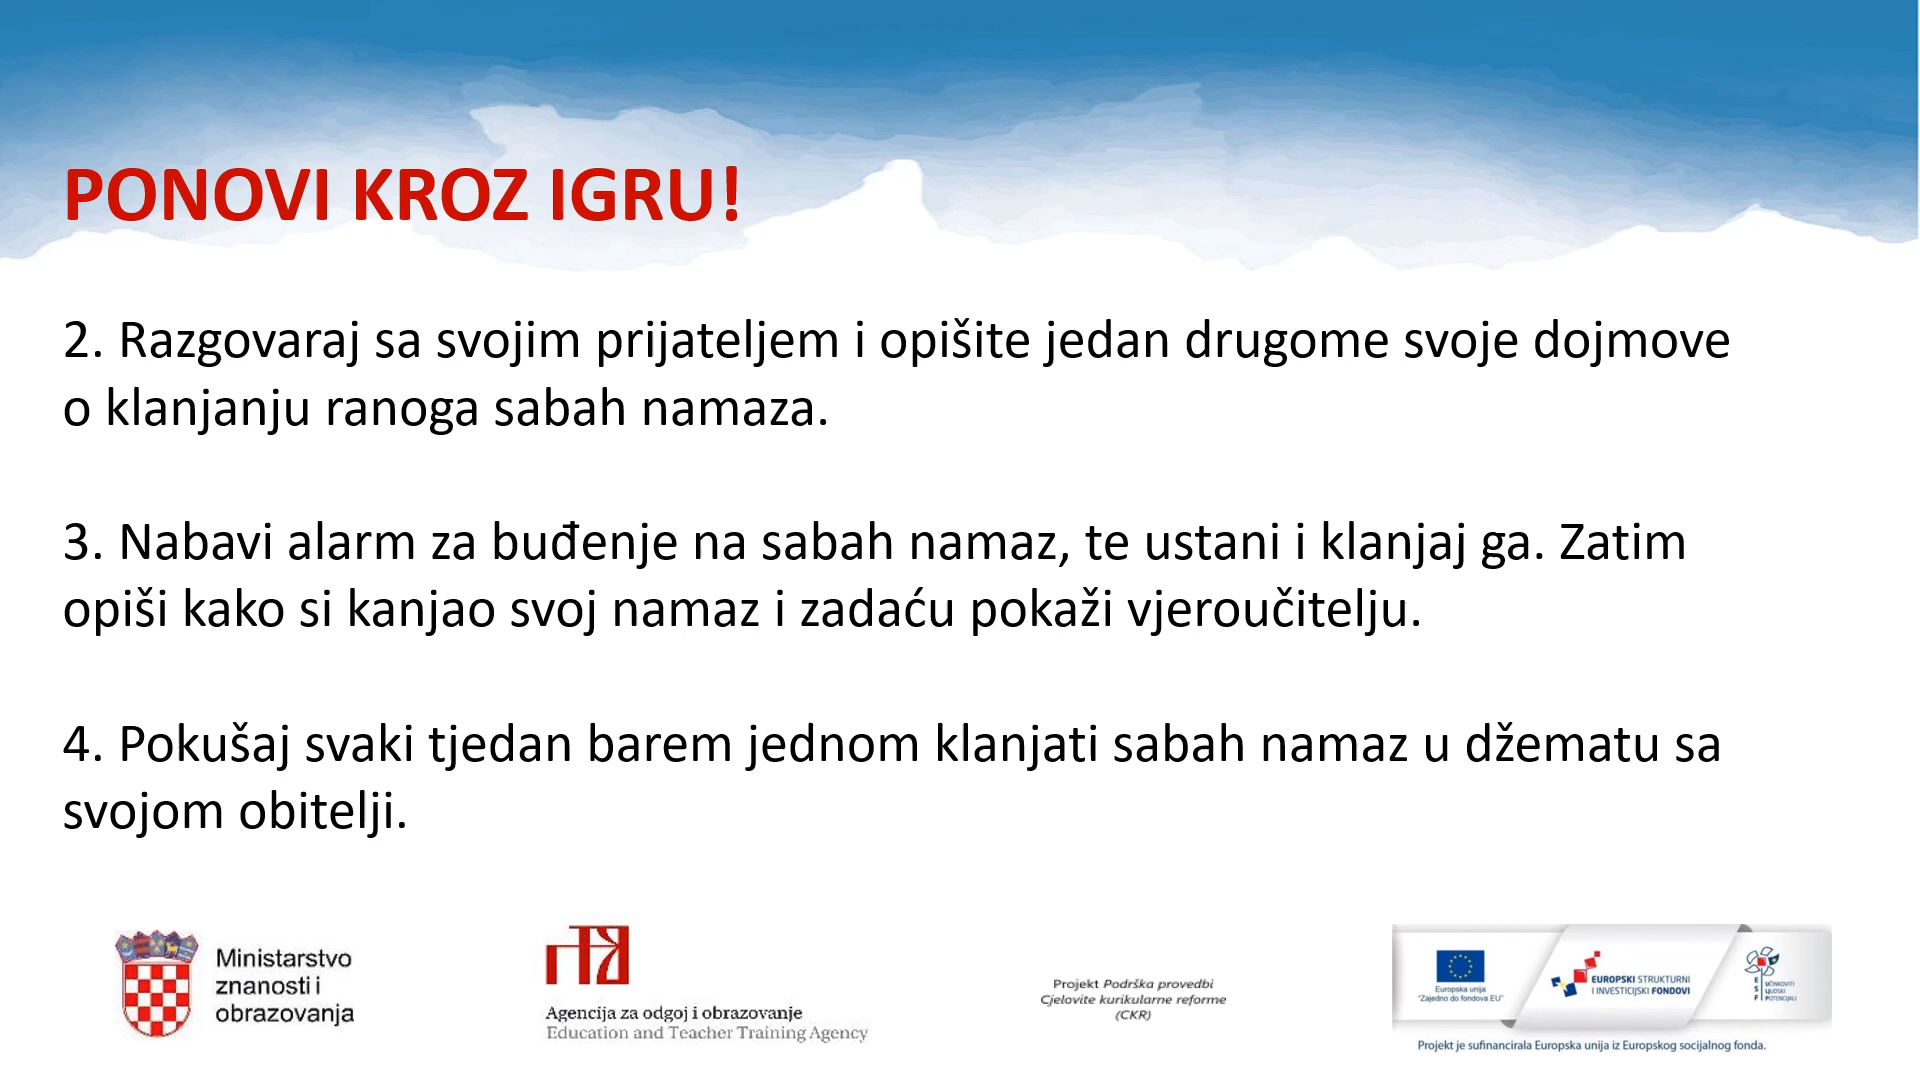 PONOVI KROZ IGRU!
2. Razgovaraj sa svojim prijateljem i opišite jedan drugome svoje dojmove
o klanjanju ranoga sabah namaza.
3. Nabavi alarm za buđenje na sabah namaz, te ustani i klanjaj ga. Zatim
opiši kako si kanjao svoj namaz i zadaću pokaži vjeroučitelju.
4. Pokušaj svaki tjedan barem jednom klanjati sabah namaz u džematu sa
svojom obitelji.
Ministarstvo
znanosti i
obrazovanja
Agencija za odgoj i obrazovanje
Education and Teacher Training Agency
Projekt Podrška provedbi
Cjelovite kurikularne reforme
(CKR)
Europska unija
"Zajedno do fondova EU"
EUROPSKI STRUKTURNI
I INVESTICIJSKI FONDOVI
ESF
UČINKOVITI
LJUDSKI
POTENCIJALI
Projekt je sufinancirala Europska unija iz Europskog socijalnog fonda.